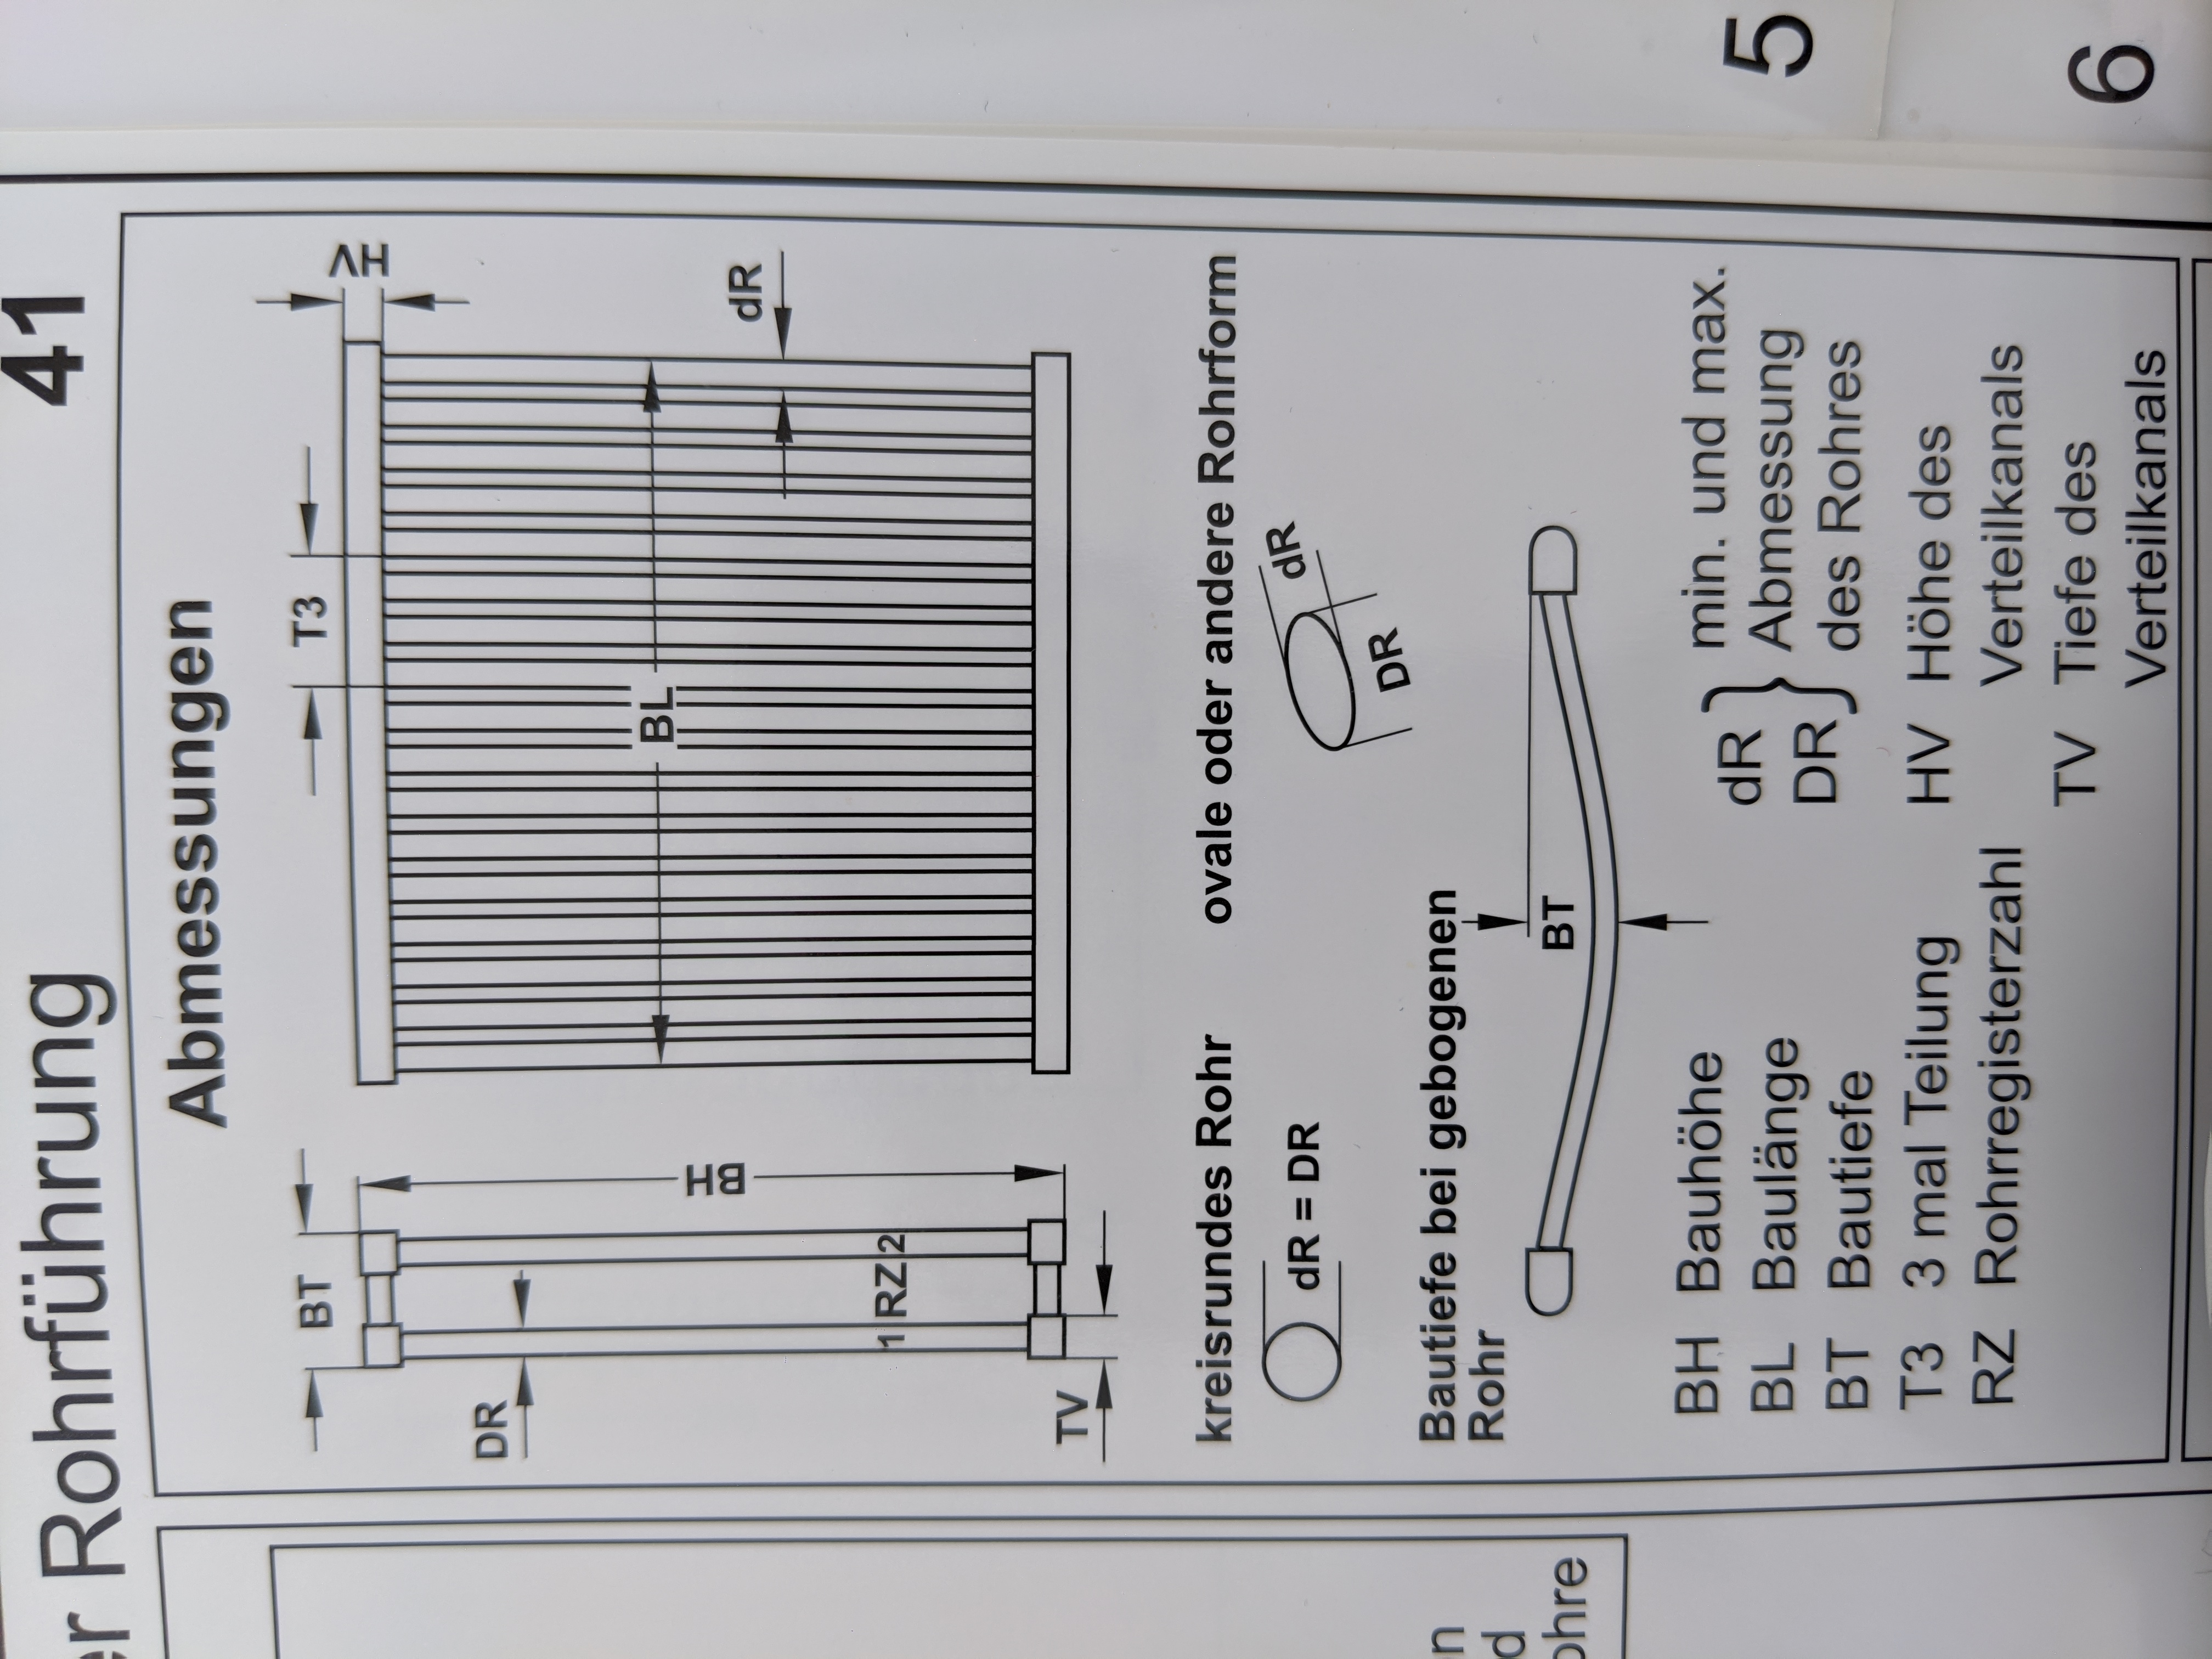 er Rohrführung
41
Abmessungen
BT
T3
HV
DR
BL
BH
dR
1 RZ 2
TV
kreisrundes Rohr
ovale oder andere Rohrform
dR = DR
dR
DR
Bautiefe bei gebogenen
Rohr
BT
BH Bauhöhe
BL Baulänge
BT Bautiefe
T3 3 mal Teilung
RZ Rohrregisterzahl
dR
DR
min. und max.
Abmessung
des Rohres
HV Höhe des
Verteilkanals
TV Tiefe des
Verteilkanals
n
d
ohre
5
6